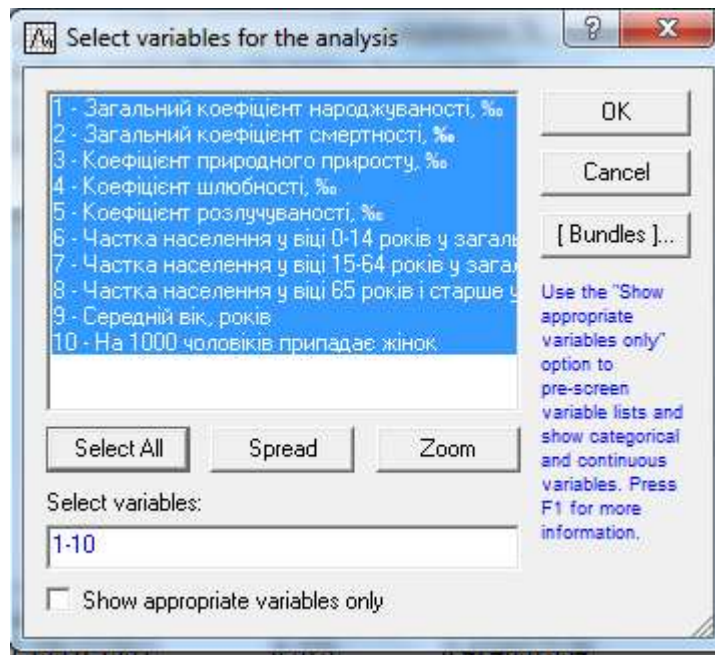 Select variables for the analysis
1 - Загальний коефіцієнт народжуваності, ‰
2 - Загальний коефіцієнт смертності, ‰
3 - Коефіцієнт природного приросту, ‰
4 - Коефіцієнт шлюбності, ‰
5 - Коефіцієнт розлучуваності, ‰
6 - Частка населення у віці 0-14 років у загаль
7 - Частка населення у віці 15-64 років у зага
8 - Частка населення у віці 65 років і старше у
9 - Середній вік, років
10 - На 1000 чоловіків припадає жінок
OK
Cancel
[ Bundles ]...
Use the "Show
appropriate
variables only"
option to
pre-screen
variable lists and
show categorical
and continuous
variables. Press
F1 for more
information.
Select All
Spread
Zoom
Select variables:
1-10
Show appropriate variables only